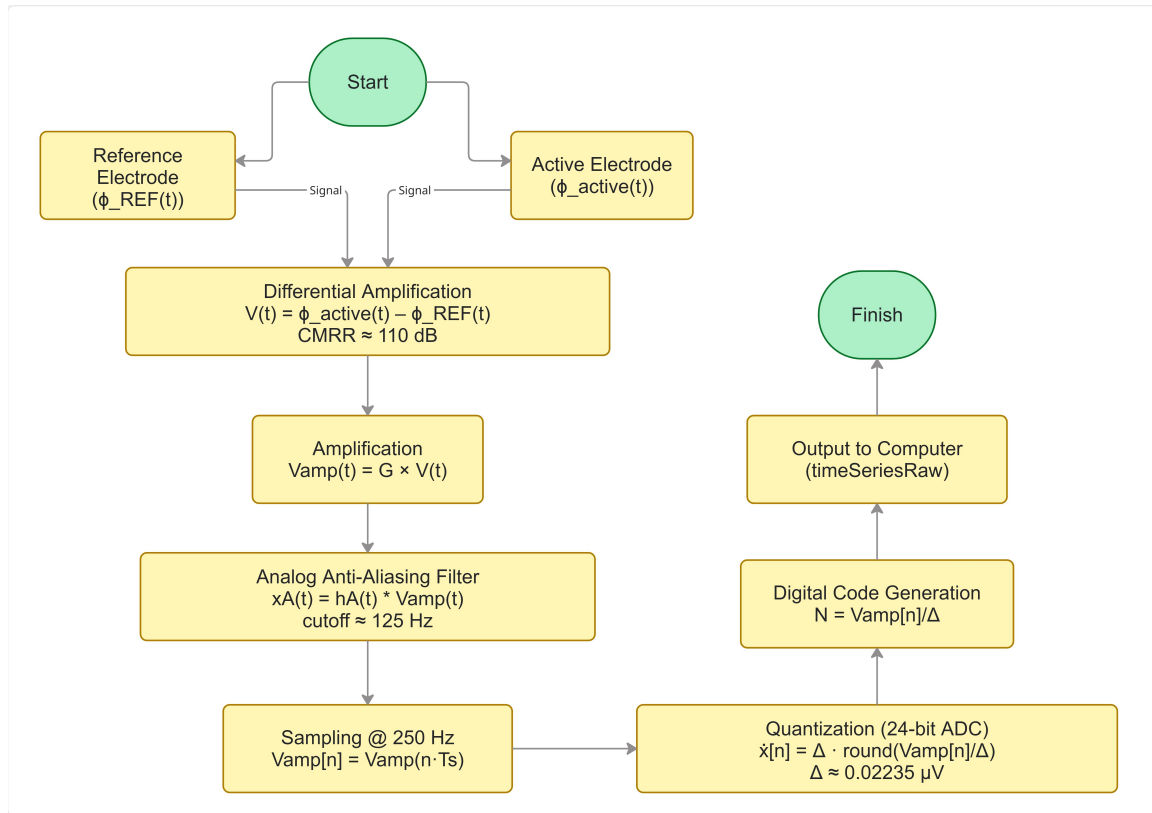 Start
Reference
Electrode
(ϕ_REF(t))
Active Electrode
(ϕ_active(t))
Signal
Signal
Differential Amplification
V(t) = ϕ_active(t) – ϕ_REF(t)
CMRR ≈ 110 dB
Amplification
Vamp(t) = G × V(t)
Analog Anti-Aliasing Filter
xA(t) = hA(t) * Vamp(t)
cutoff ≈ 125 Hz
Sampling @ 250 Hz
Vamp[n] = Vamp(n·Ts)
Quantization (24-bit ADC)
ẋ[n] = Δ · round(Vamp[n]/Δ)
Δ ≈ 0.02235 µV
Digital Code Generation
N = Vamp[n]/Δ
Output to Computer
(timeSeriesRaw)
Finish